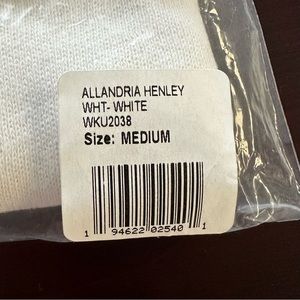 ALLANDRIA HENLEY
WHT- WHITE
WKU2038
Size: MEDIUM
1 94622 02540 1